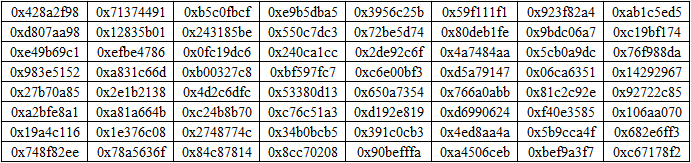 0x428a2f98 0x71374491 0xb5c0fbcf 0xe9b5dba5 0x3956c25b 0x59f111f1 0x923f82a4 0xab1c5ed5
0xd807aa98 0x12835b01 0x243185be 0x550c7dc3 0x72be5d74 0x80deb1fe 0x9bdc06a7 0xc19bf174
0xe49b69c1 0xefbe4786 0x0fc19dc6 0x240ca1cc 0x2de92c6f 0x4a7484aa 0x5cb0a9dc 0x76f988da
0x983e5152 0xa831c66d 0xb00327c8 0xbf597fc7 0xc6e00bf3 0xd5a79147 0x06ca6351 0x14292967
0x27b70a85 0x2e1b2138 0x4d2c6dfc 0x53380d13 0x650a7354 0x766a0abb 0x81c2c92e 0x92722c85
0xa2bfe8a1 0xa81a664b 0xc24b8b70 0xc76c51a3 0xd192e819 0xd6990624 0xf40e3585 0x106aa070
0x19a4c116 0x1e376c08 0x2748774c 0x34b0bcb5 0x391c0cb3 0x4ed8aa4a 0x5b9cca4f 0x682e6ff3
0x748f82ee 0x78a5636f 0x84c87814 0x8cc70208 0x90befffa 0xa4506ceb 0xbef9a3f7 0xc67178f2